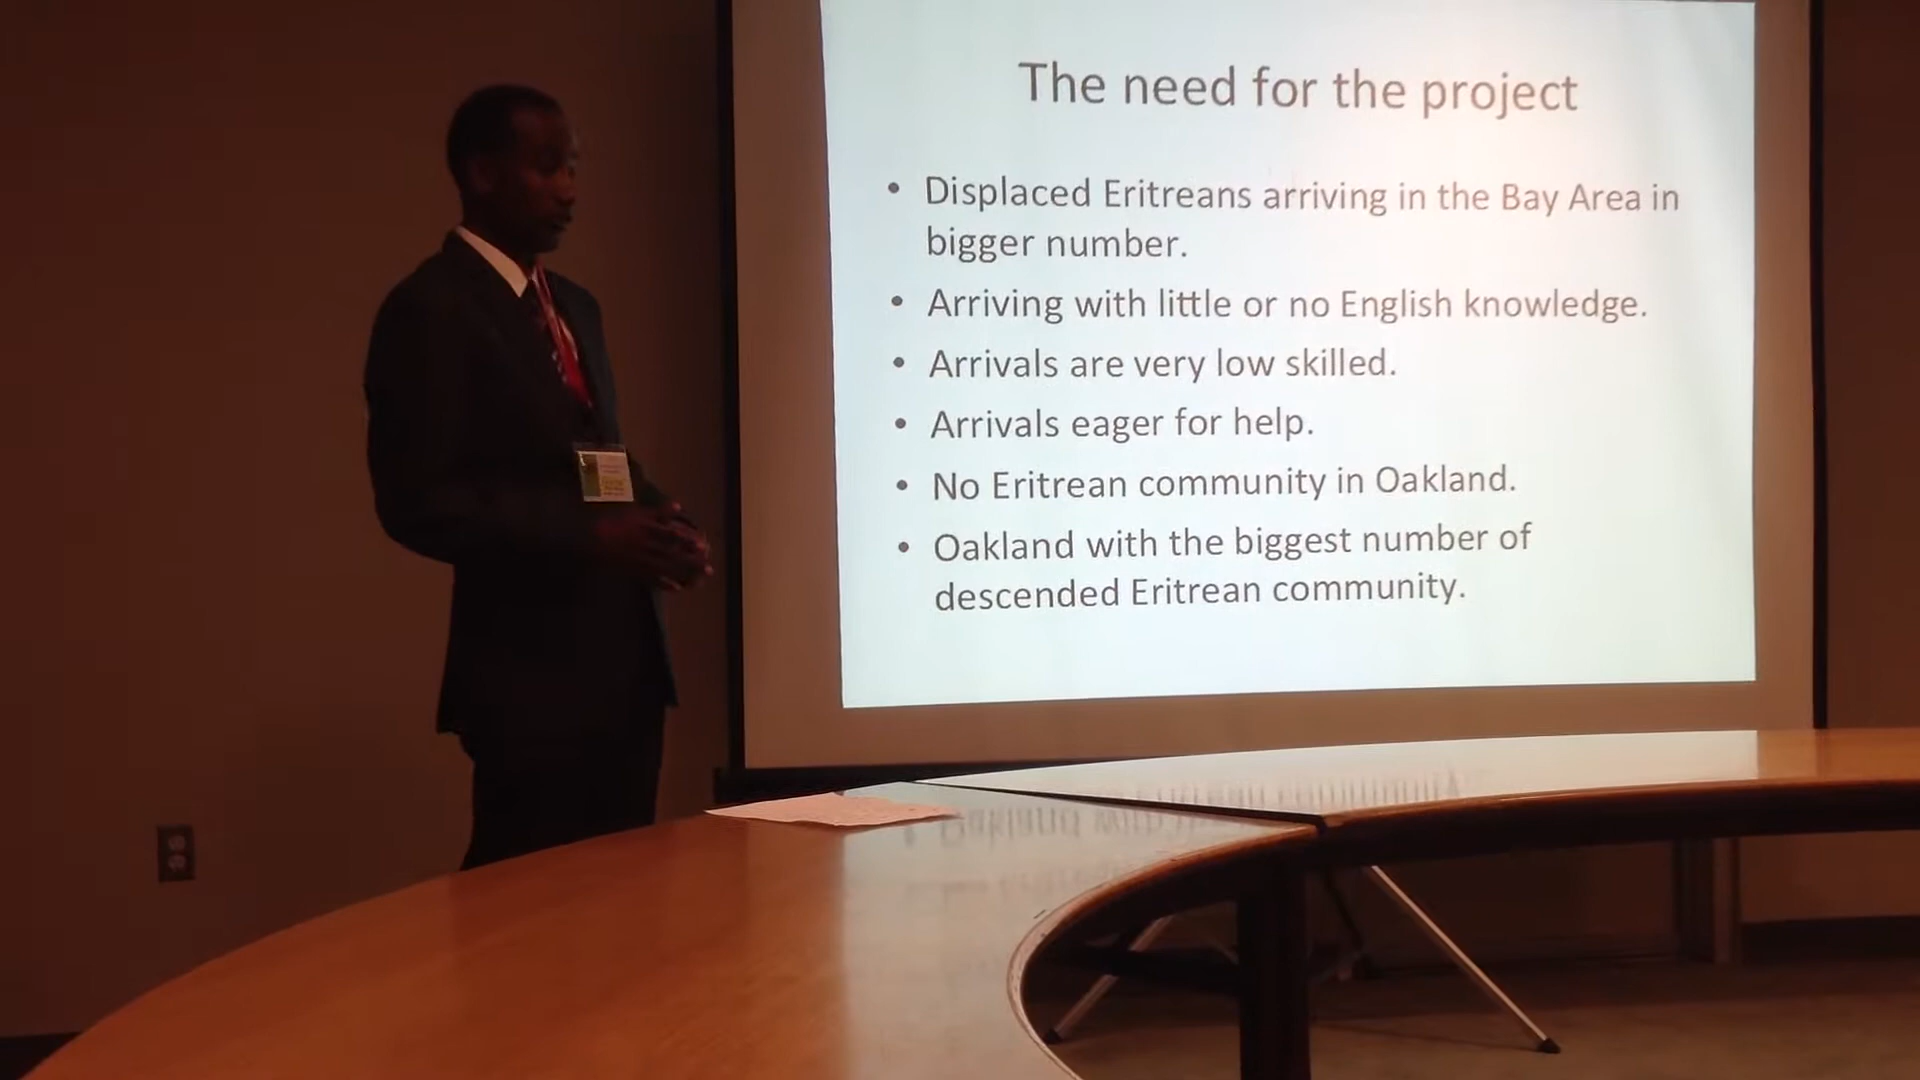 The need for the project
• Displaced Eritreans arriving in the Bay Area in
bigger number.
• Arriving with little or no English knowledge.
• Arrivals are very low skilled.
• Arrivals eager for help.
• No Eritrean community in Oakland.
• Oakland with the biggest number of
descended Eritrean community.